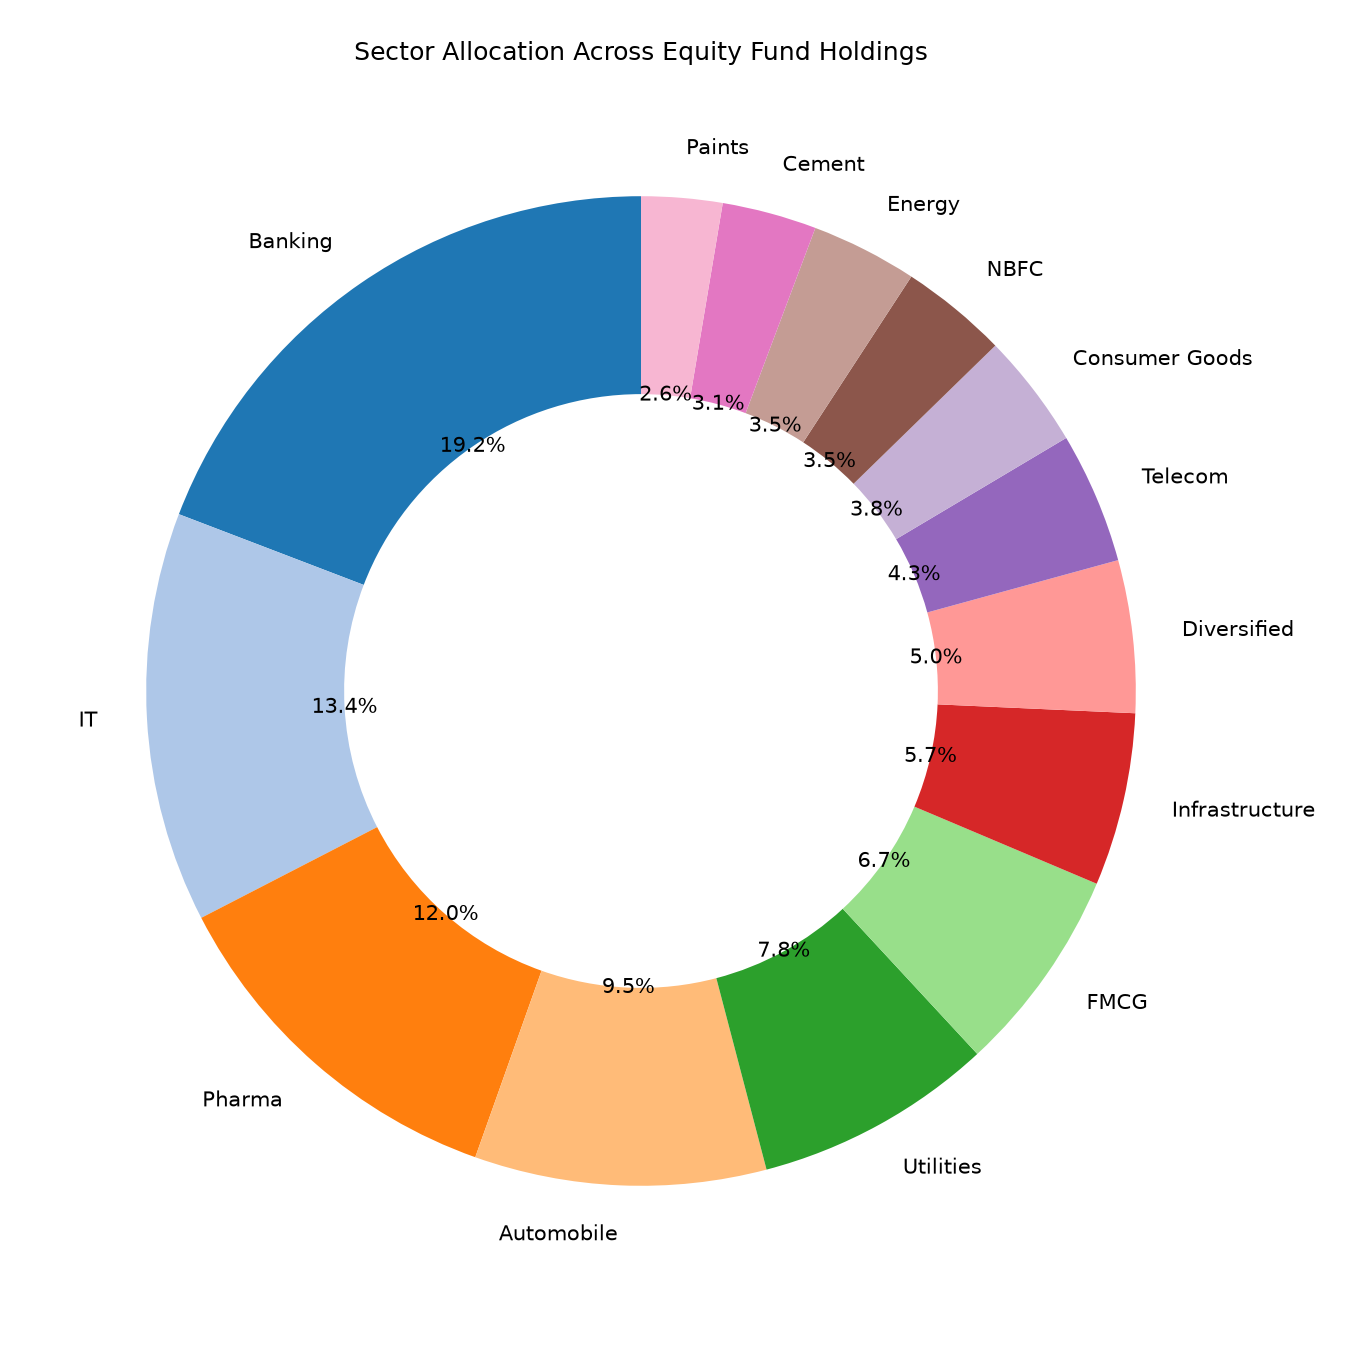 Sector Allocation Across Equity Fund Holdings
Paints
Cement
Energy
NBFC
Consumer Goods
Telecom
Diversified
Infrastructure
FMCG
Utilities
Automobile
Pharma
IT
Banking
2.6%
3.1%
3.5%
3.5%
3.8%
4.3%
5.0%
5.7%
6.7%
7.8%
9.5%
12.0%
13.4%
19.2%